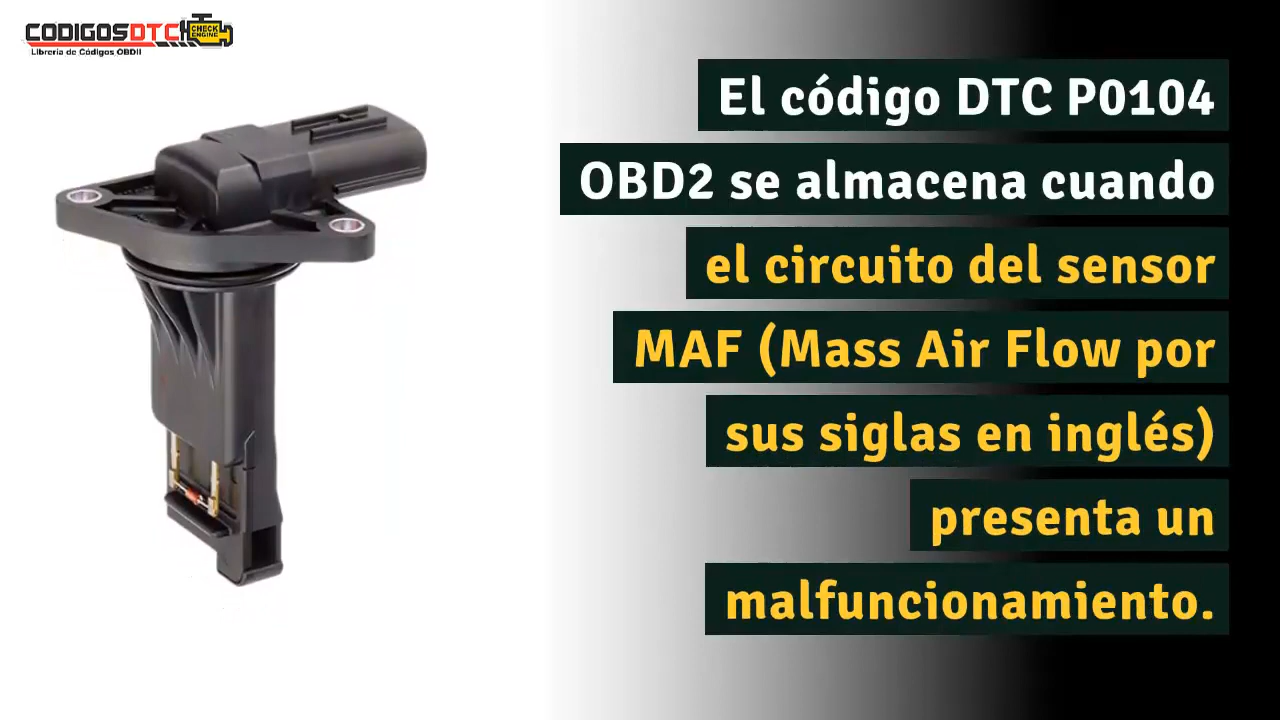 CODIGOSDTC
CHECK
ENGINE
Librería de Códigos OBDII
El código DTC P0104
OBD2 se almacena cuando
el circuito del sensor
MAF (Mass Air Flow por
sus siglas en inglés)
presenta un
malfuncionamiento.